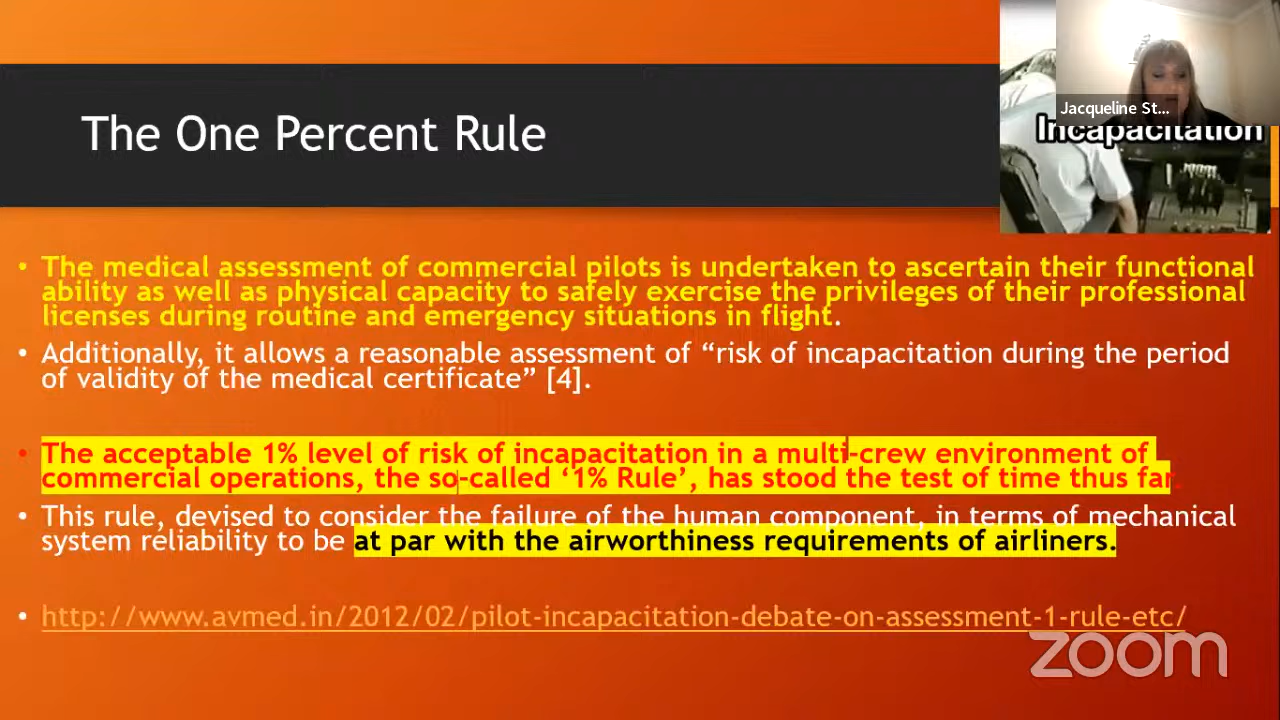 The One Percent Rule
Jacqueline St...
Incapacitation
• The medical assessment of commercial pilots is undertaken to ascertain their functional
ability as well as physical capacity to safely exercise the privileges of their professional
licenses during routine and emergency situations in flight.
• Additionally, it allows a reasonable assessment of “risk of incapacitation during the period
of validity of the medical certificate” [4].
• The acceptable 1% level of risk of incapacitation in a multi-crew environment of
commercial operations, the so-called ‘1% Rule’, has stood the test of time thus far.
• This rule, devised to consider the failure of the human component, in terms of mechanical
system reliability to be at par with the airworthiness requirements of airliners.
• http://www.avmed.in/2012/02/pilot-incapacitation-debate-on-assessment-1-rule-etc/
zoom